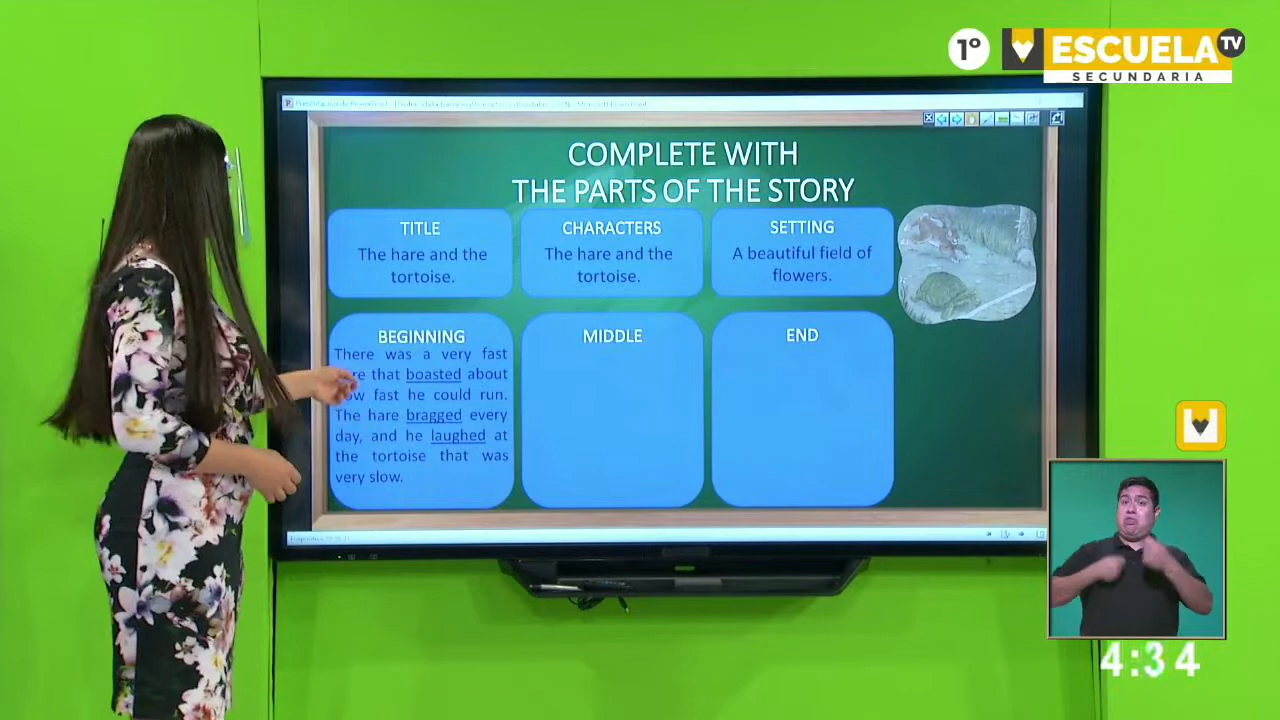 1º
ESCUELA TV
SECUNDARIA
COMPLETE WITH
THE PARTS OF THE STORY
TITLE
The hare and the
tortoise.
CHARACTERS
The hare and the
tortoise.
SETTING
A beautiful field of
flowers.
BEGINNING
There was a very fast
re that boasted about
ow fast he could run.
The hare bragged every
day, and he laughed at
the tortoise that was
very slow.
MIDDLE
END
4:34